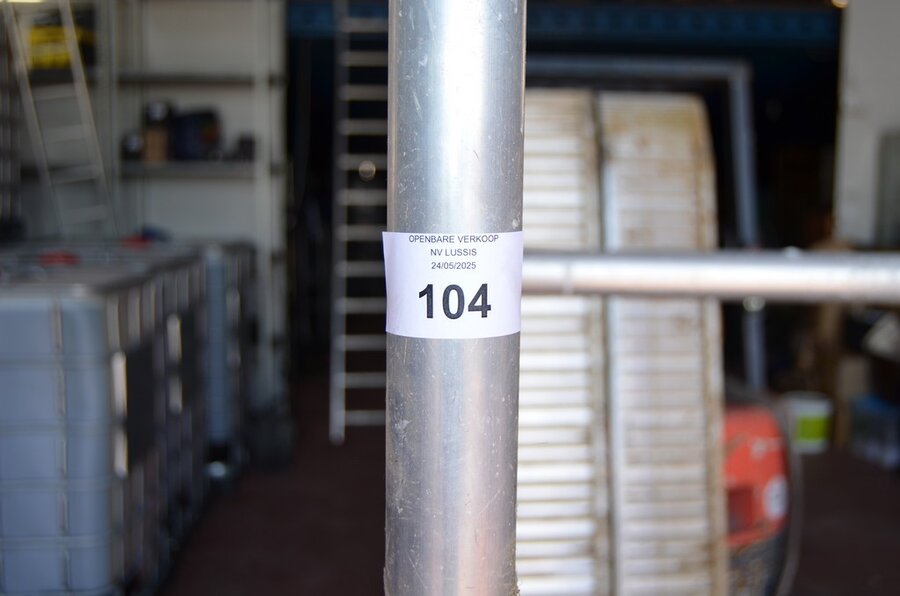 OPENBARE VERKOOP
NV LUSSIS
24/05/2025
104